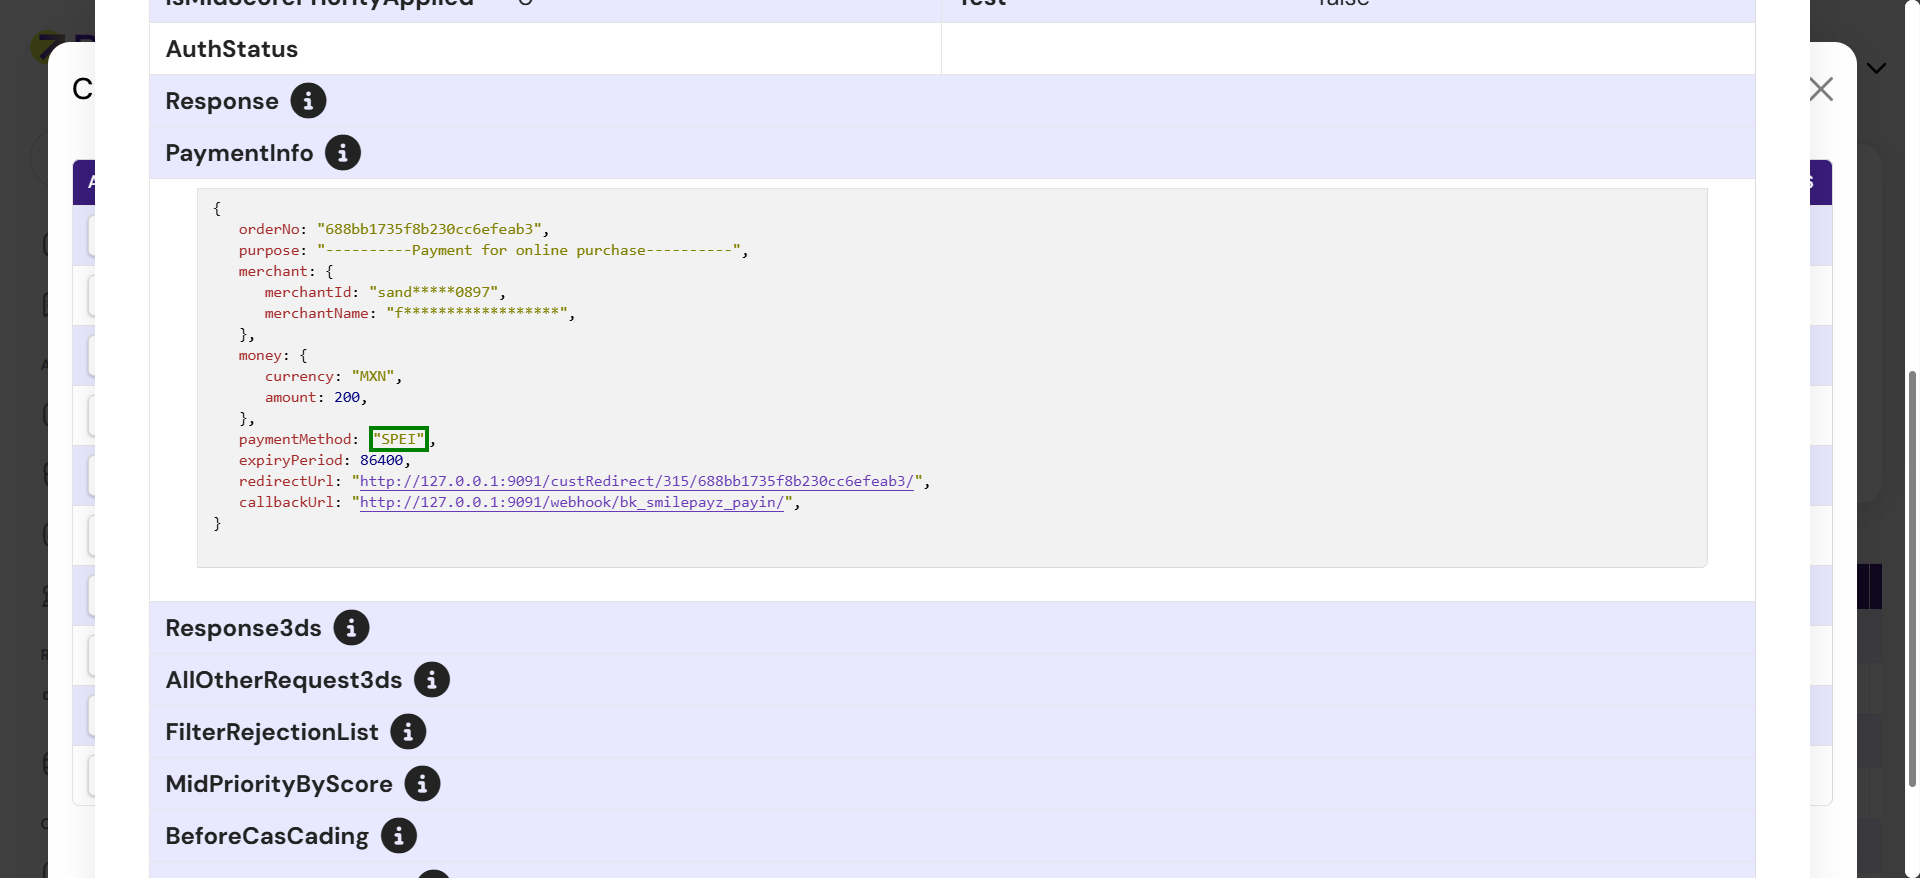 AuthStatus
Response
PaymentInfo
{
orderNo: "688bb1735f8b230cc6efeab3",
purpose: "----------Payment for online purchase----------",
merchant: {
merchantId: "sand*****0897",
merchantName: "f******************",
},
money: {
currency: "MXN",
amount: 200,
},
paymentMethod: "SPEI",
expiryPeriod: 86400,
redirectUrl: "http://127.0.0.1:9091/custRedirect/315/688bb1735f8b230cc6efeab3/",
callbackUrl: "http://127.0.0.1:9091/webhook/bk_smilepayz_payin/",
}
Response3ds
AllOtherRequest3ds
FilterRejectionList
MidPriorityByScore
BeforeCasCading